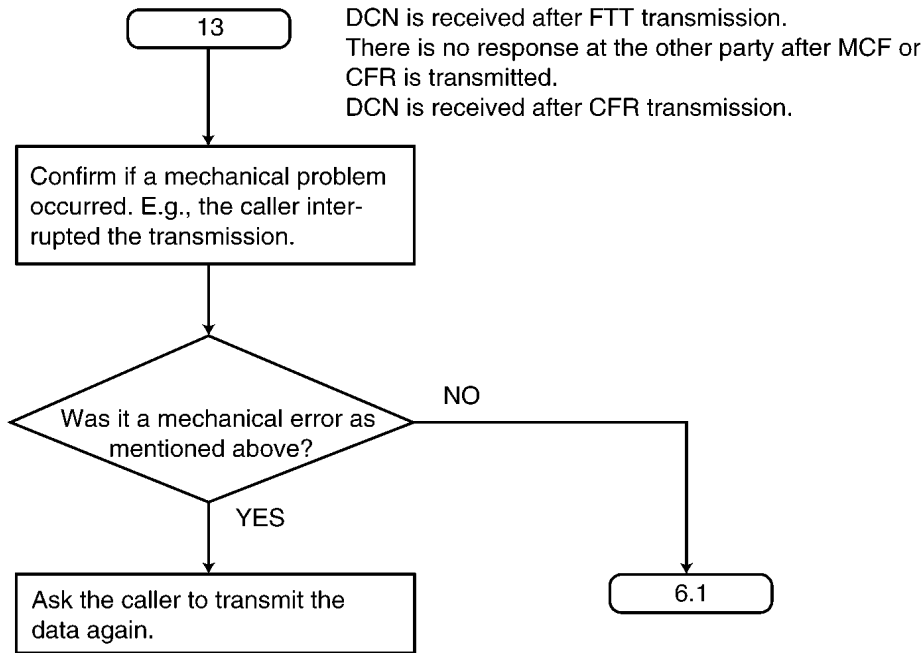 13
DCN is received after FTT transmission.
There is no response at the other party after MCF or
CFR is transmitted.
DCN is received after CFR transmission.
Confirm if a mechanical problem
occurred. E.g., the caller inter-
rupted the transmission.
Was it a mechanical error as
mentioned above?
NO
YES
Ask the caller to transmit the
data again.
6.1